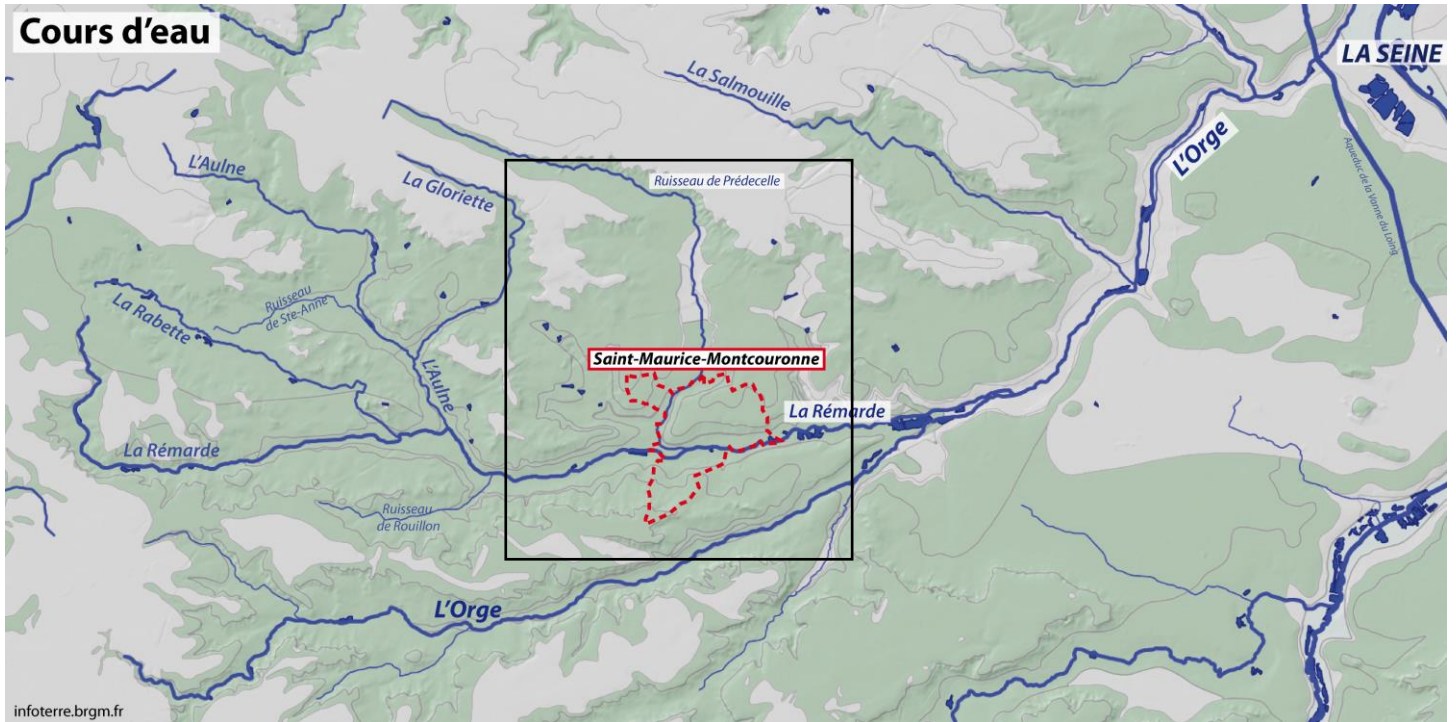 Cours d'eau
LA SEINE
La Salmouille
L'Orge
Aqueduc de la Vanne du Loing
L'Aulne
La Gloriette
Ruisseau de Prédecelle
Ruisseau
de Ste-Anne
La Rabette
L'Aulne
Saint-Maurice-Montcouronne
La Rémarde
La Rémarde
Ruisseau
de Rouillon
L'Orge
infoterre.brgm.fr